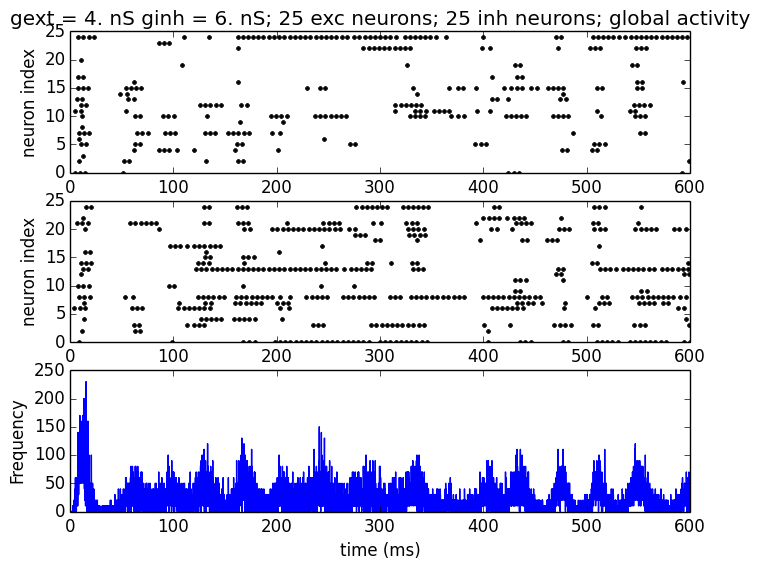 gext = 4. nS ginh = 6. nS; 25 exc neurons; 25 inh neurons; global activity
25
20
15
10
5
0
neuron index
0 100 200 300 400 500 600
25
20
15
10
5
0
neuron index
0 100 200 300 400 500 600
250
200
150
100
50
0
Frequency
0 100 200 300 400 500 600
time (ms)